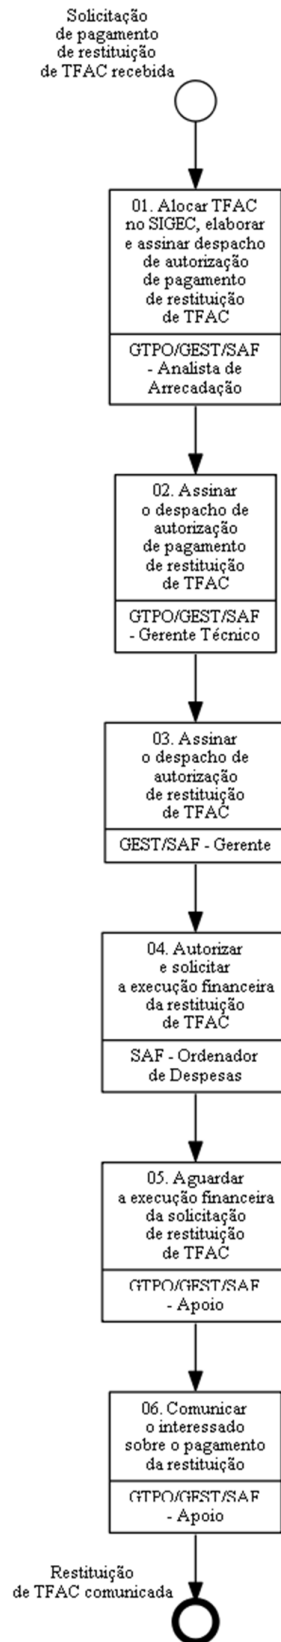 Solicitação
de pagamento
de restituição
de TFAC recebida
01. Alocar TFAC
no SIGEC, elaborar
e assinar despacho
de autorização
de pagamento
de restituição
de TFAC
GTPO/GEST/SAF
- Analista de
Arrecadação
02. Assinar
o despacho de
autorização
de pagamento
de restituição
de TFAC
GTPO/GEST/SAF
- Gerente Técnico
03. Assinar
o despacho de
autorização
de restituição
de TFAC
GEST/SAF - Gerente
04. Autorizar
e solicitar
a execução financeira
da restituição
de TFAC
SAF - Ordenador
de Despesas
05. Aguardar
a execução financeira
da solicitação
de restituição
de TFAC
GTPO/GEST/SAF
- Apoio
06. Comunicar
o interessado
sobre o pagamento
da restituição
GTPO/GEST/SAF
- Apoio
Restituição
de TFAC comunicada